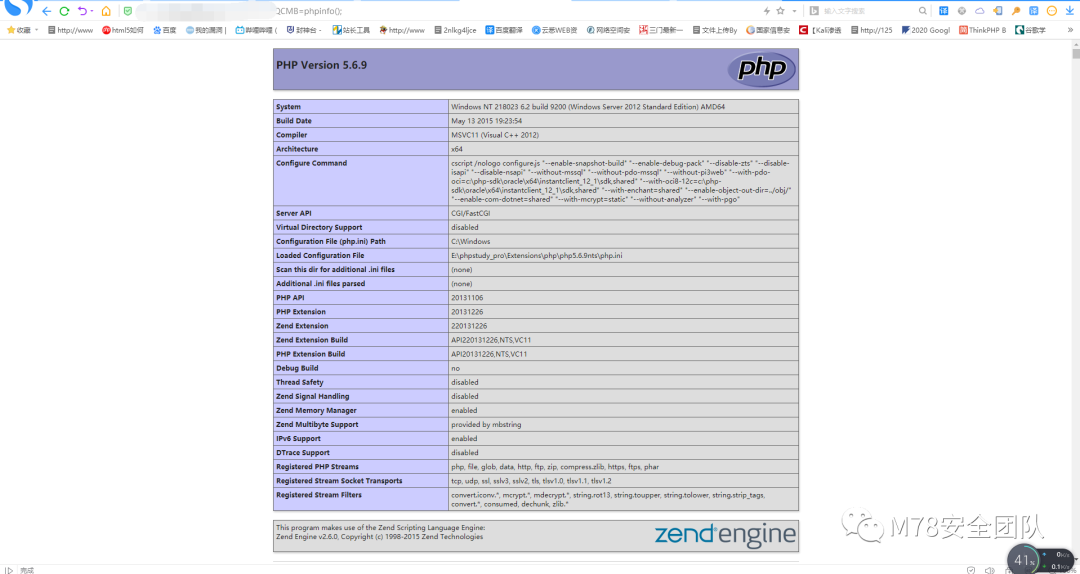 QCMB=phpinfo();
输入文字搜索
收藏 http://www html5如何 百度 我的漏洞 | 哔哩哔哩 ( 封神台 - 站长工具 http://www 2nlkg4jice 百度翻译 云悉WEB资 网络空间安 三门最新一 文件上传By 国家信息安 【Kali渗透 http://125 2020 Googl ThinkPHP B 谷歌学 »
PHP Version 5.6.9
php
System Windows NT 218023 6.2 build 9200 (Windows Server 2012 Standard Edition) AMD64
Build Date May 13 2015 19:23:54
Compiler MSVC11 (Visual C++ 2012)
Architecture x64
Configure Command cscript /nologo configure.js "--enable-snapshot-build" "--enable-debug-pack" "--disable-zts" "--disable-
isapi" "--disable-nsapi" "--without-mssql" "--without-pdo-mssql" "--without-pi3web" "--with-pdo-
oci=c:\php-sdk\oracle\x64\instantclient_12_1\sdk,shared" "--with-oci8-12c=c:\php-
sdk\oracle\x64\instantclient_12_1\sdk,shared" "--with-enchant=shared" "--enable-object-out-dir=../obj/"
"--enable-com-dotnet=shared" "--with-mcrypt=static" "--without-analyzer" "--with-pgo"
Server API CGI/FastCGI
Virtual Directory Support disabled
Configuration File (php.ini) Path C:\Windows
Loaded Configuration File E:\phpstudy_pro\Extensions\php\php5.6.9nts\php.ini
Scan this dir for additional .ini files (none)
Additional .ini files parsed (none)
PHP API 20131106
PHP Extension 20131226
Zend Extension 220131226
Zend Extension Build API220131226,NTS,VC11
PHP Extension Build API20131226,NTS,VC11
Debug Build no
Thread Safety disabled
Zend Signal Handling disabled
Zend Memory Manager enabled
Zend Multibyte Support provided by mbstring
IPv6 Support enabled
DTrace Support disabled
Registered PHP Streams php, file, glob, data, http, ftp, zip, compress.zlib, https, ftps, phar
Registered Stream Socket Transports tcp, udp, ssl, sslv3, sslv2, tls, tlsv1.0, tlsv1.1, tlsv1.2
Registered Stream Filters convert.iconv.*, mcrypt.*, mdecrypt.*, string.rot13, string.toupper, string.tolower, string.strip_tags,
convert.*, consumed, dechunk, zlib.*
This program makes use of the Zend Scripting Language Engine:
Zend Engine v2.6.0, Copyright (c) 1998-2015 Zend Technologies
zend engine
M78安全团队
41%
完成